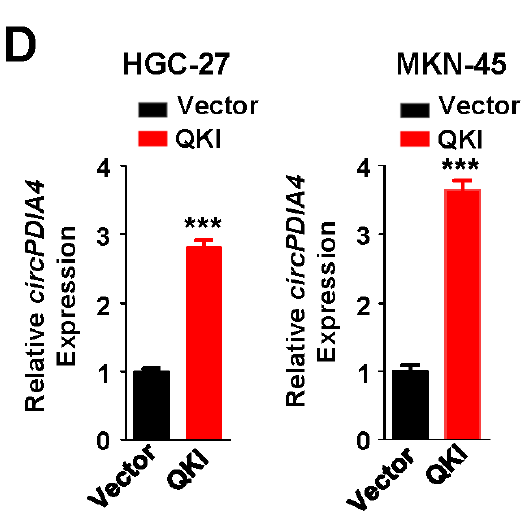 D
HGC-27
Vector
QKI
Relative circPDIA4
Expression
4
3
2
1
0
***
Vector
QKI
MKN-45
Vector
QKI
Relative circPDIA4
Expression
4
3
2
1
0
***
Vector
QKI